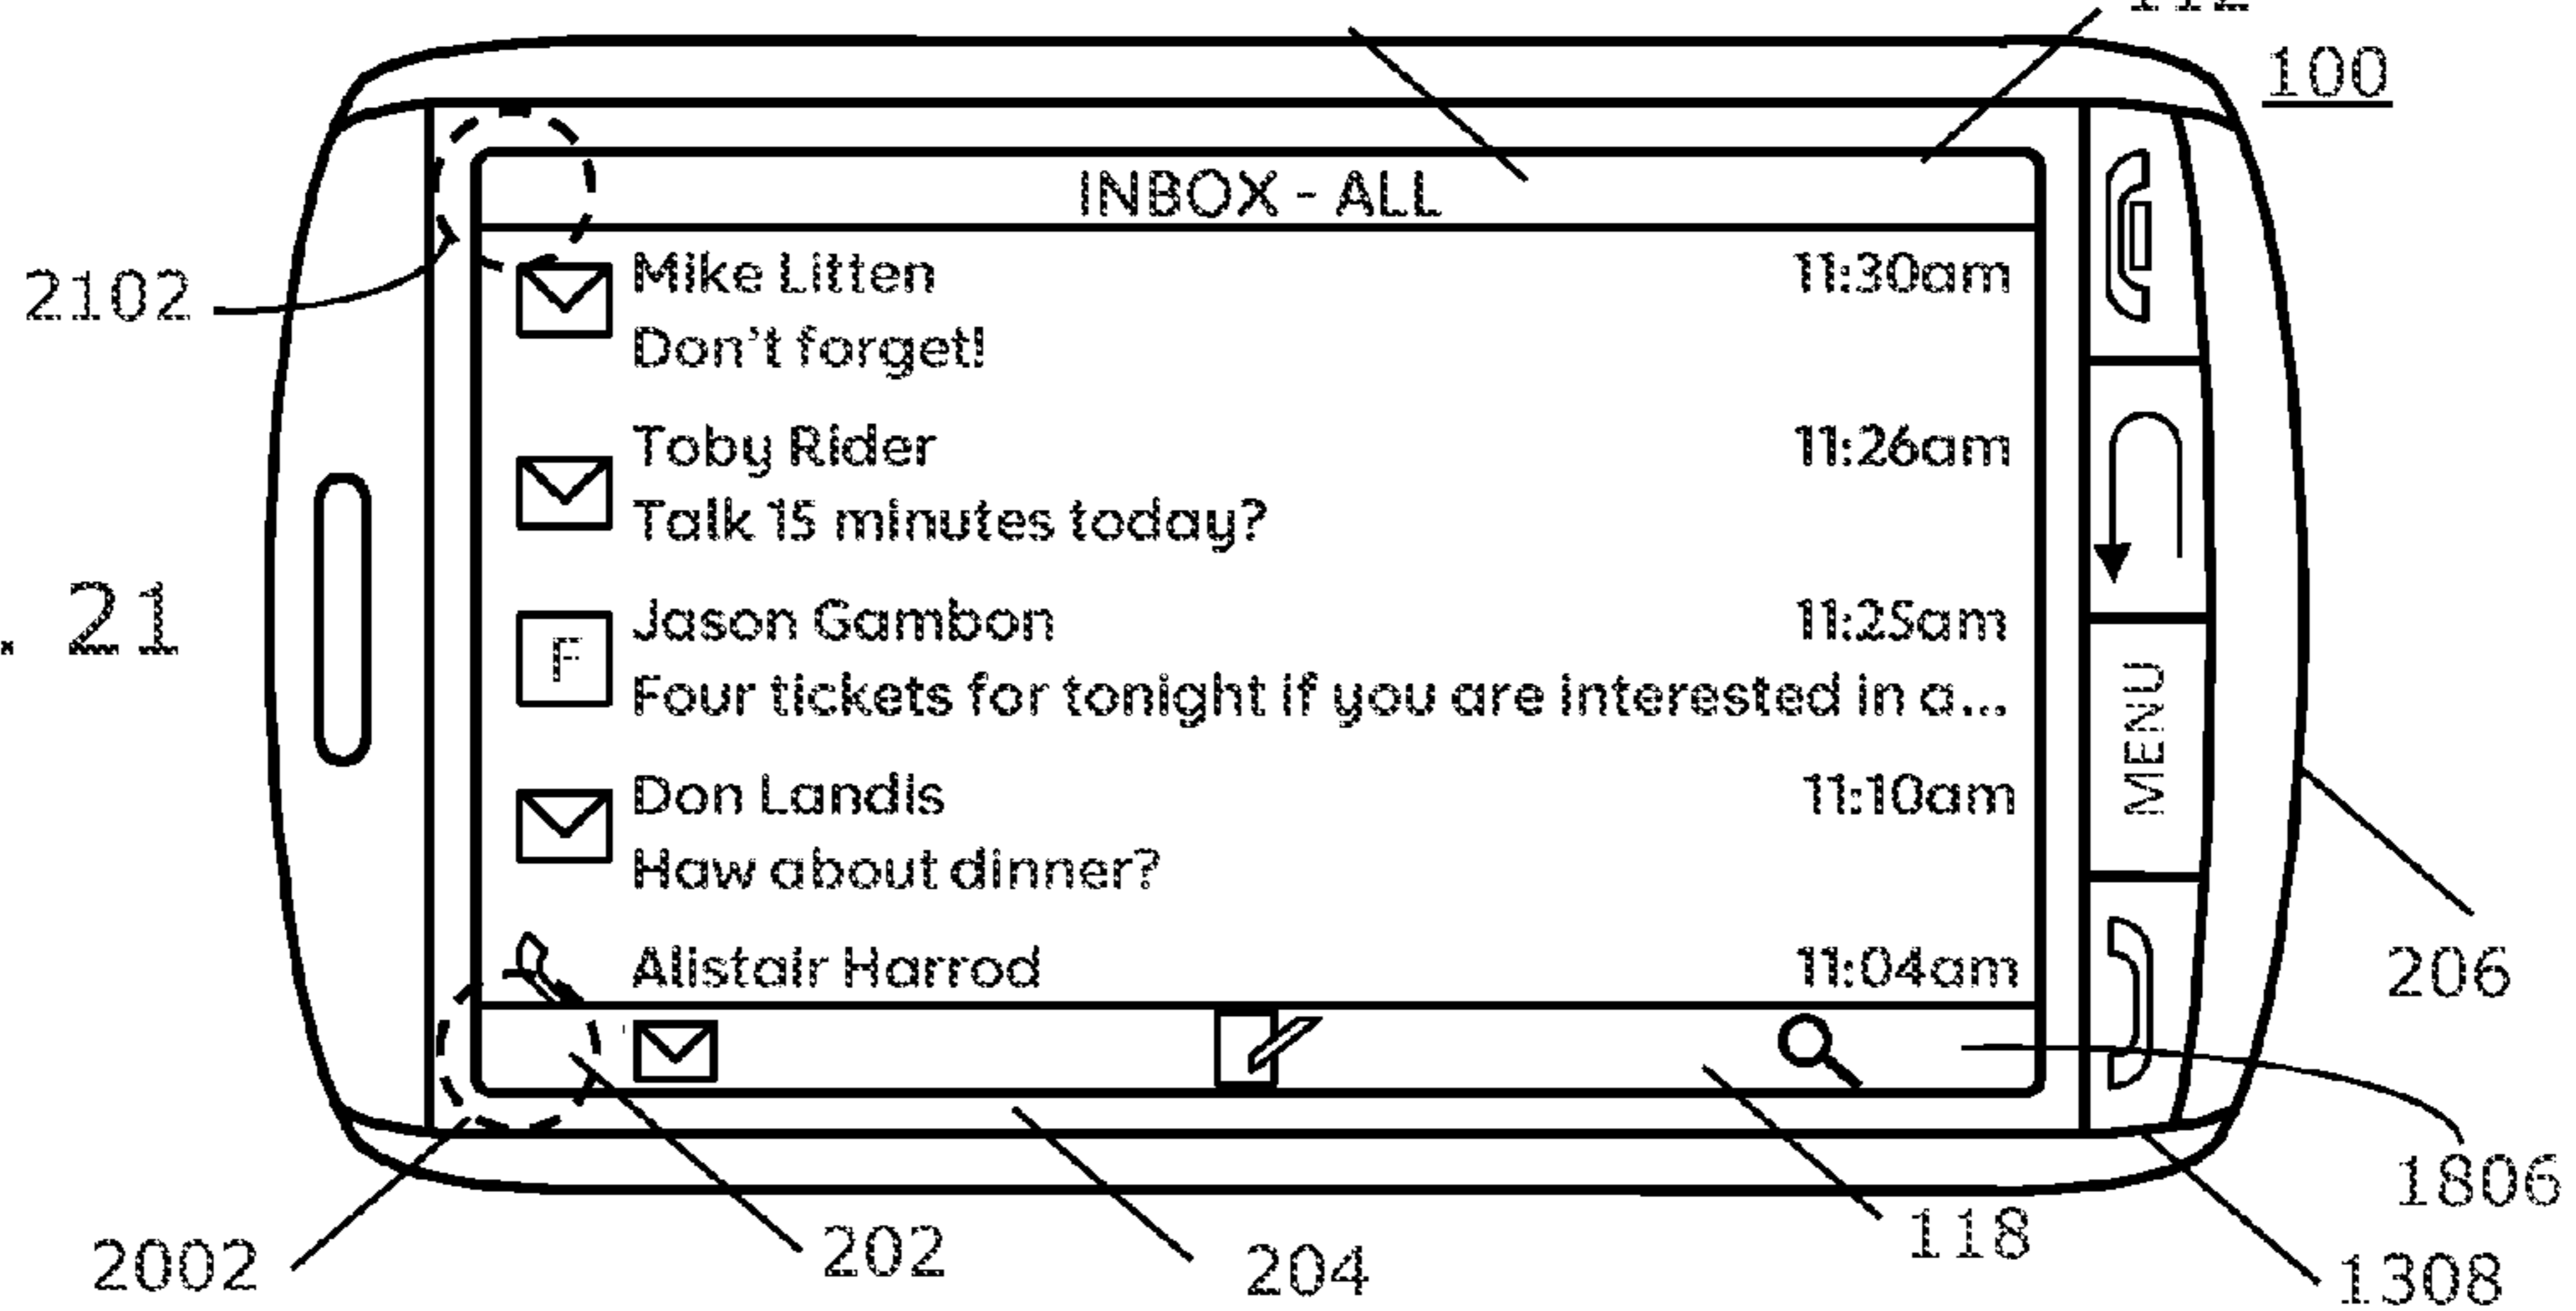 100
INBOX - ALL
Mike Litten 11:30am
Don't forget!
2102
Toby Rider 11:26am
Talk 15 minutes today?
. 21
Jason Gambon 11:25am
F
Four tickets for tonight if you are interested in a...
MENU
Don Landis 11:10am
Haw about dinner?
206
Alistair Harrod 11:04am
1806
2002
202
204
118
1308